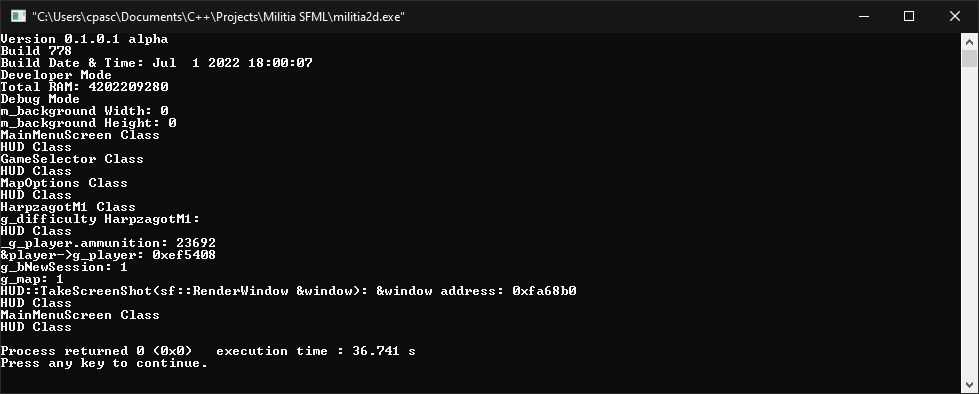 "C:\Users\cpasc\Documents\C++\Projects\Militia SFML\militia2d.exe"
Version 0.1.0.1 alpha
Build 778
Build Date & Time: Jul  1 2022 18:00:07
Developer Mode
Total RAM: 4202209280
Debug Mode
m_background Width: 0
m_background Height: 0
MainMenuScreen Class
HUD Class
GameSelector Class
HUD Class
MapOptions Class
HUD Class
HarpzagotM1 Class
g_difficulty HarpzagotM1:
HUD Class
_g_player.ammunition: 23692
&player->g_player: 0xef5408
g_bNewSession: 1
g_map: 1
HUD::TakeScreenShot(sf::RenderWindow &window): &window address: 0xfa68b0
HUD Class
MainMenuScreen Class
HUD Class
Process returned 0 (0x0)   execution time : 36.741 s
Press any key to continue.